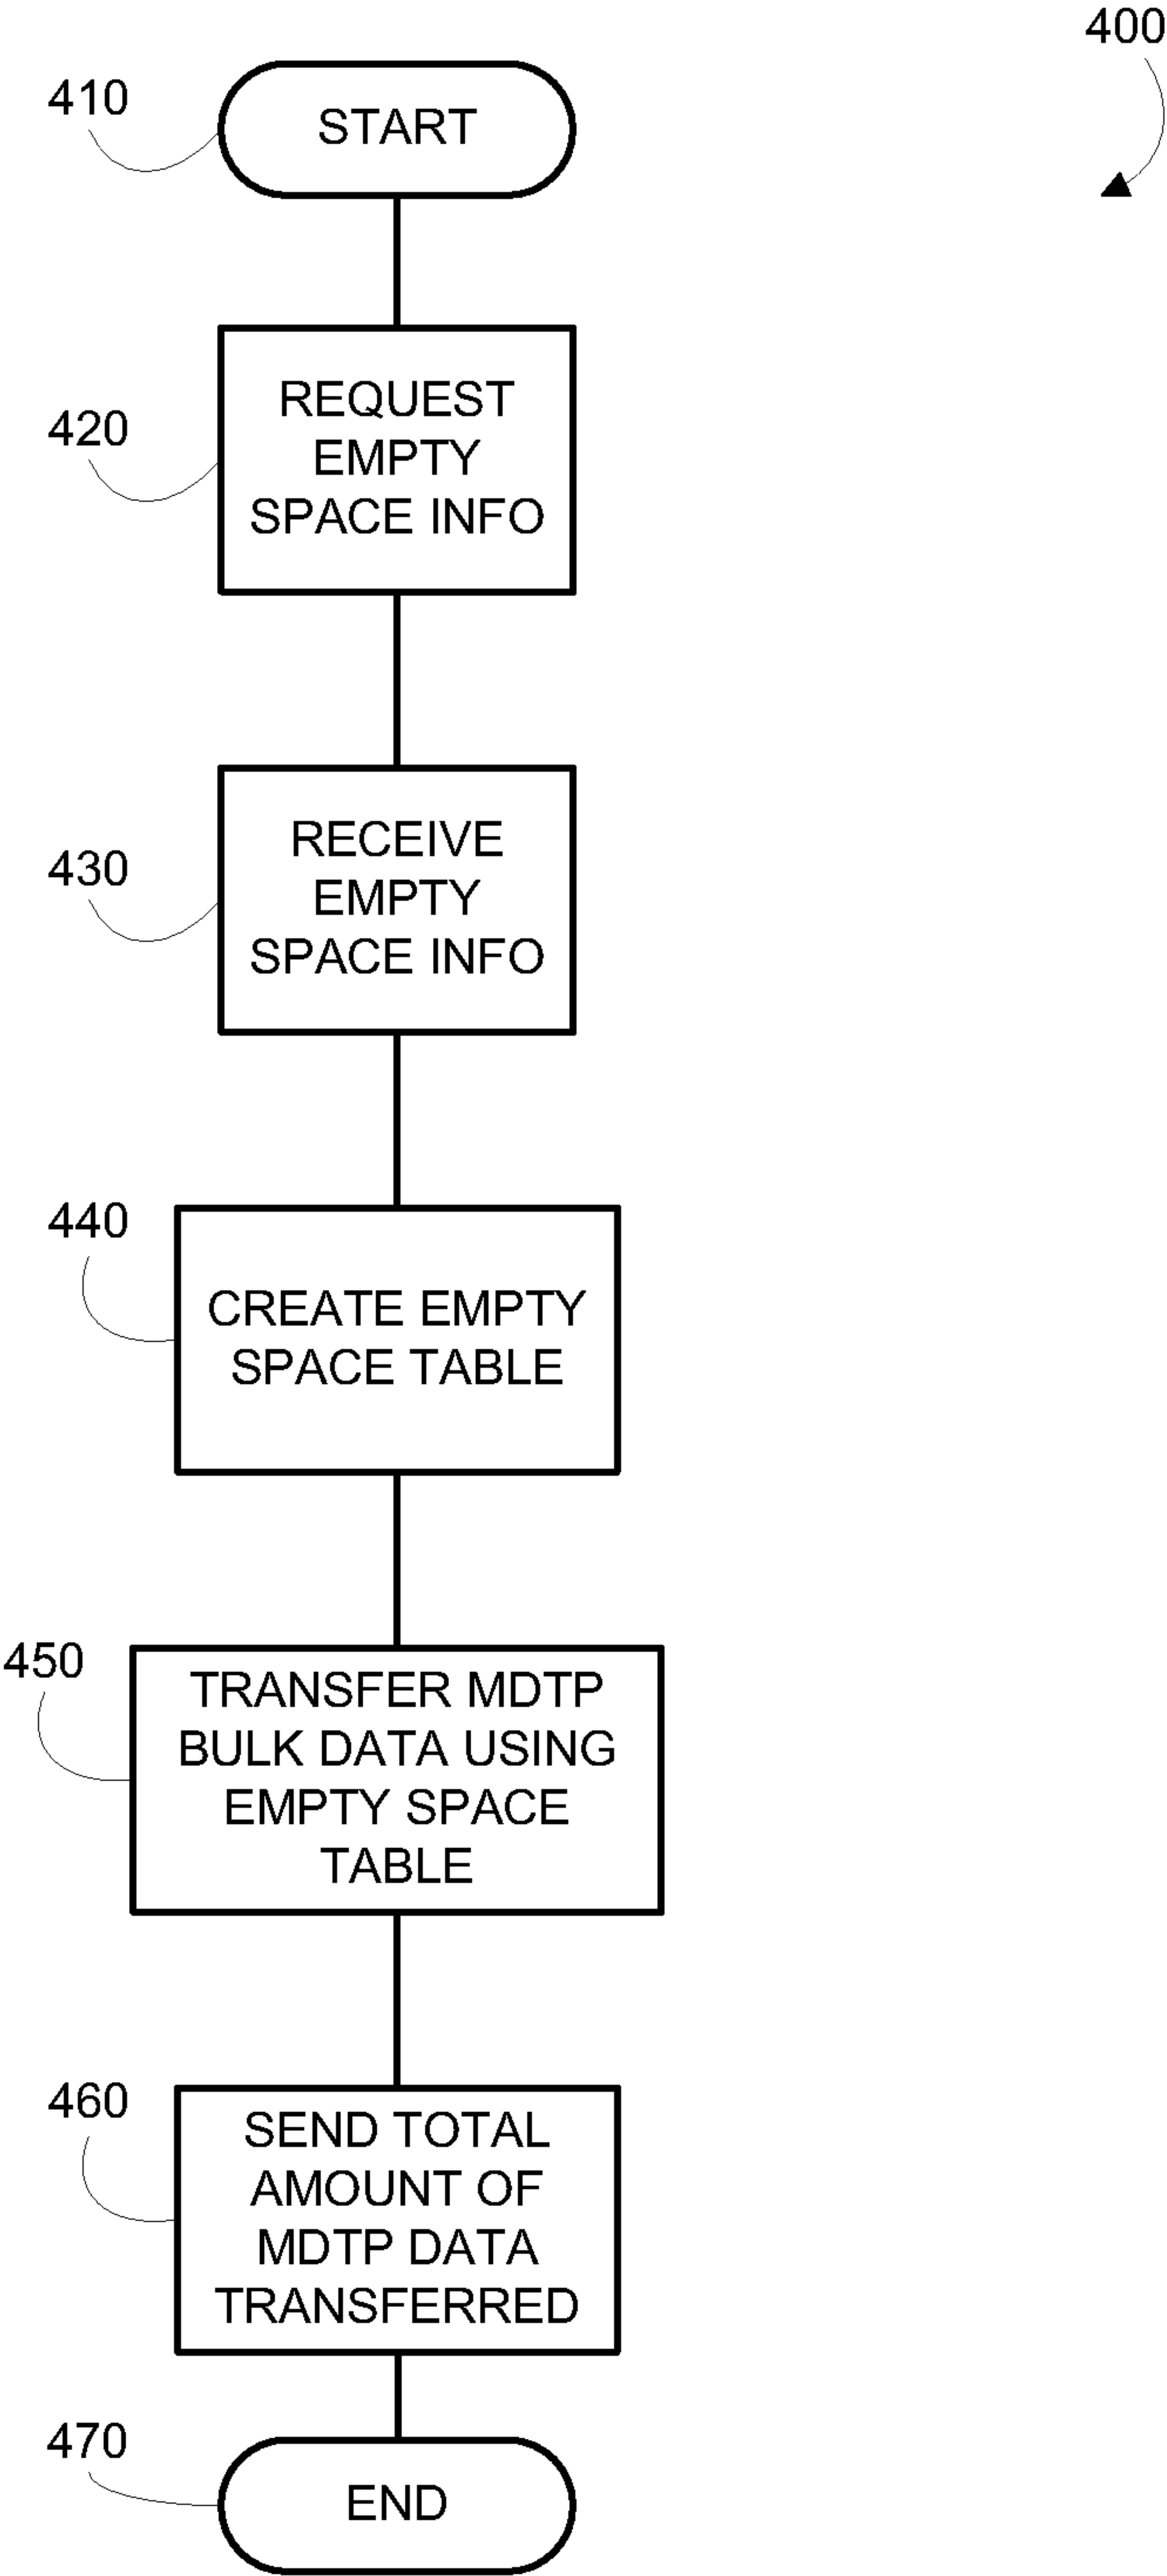 400
410
START
420
REQUEST
EMPTY
SPACE INFO
430
RECEIVE
EMPTY
SPACE INFO
440
CREATE EMPTY
SPACE TABLE
450
TRANSFER MDTP
BULK DATA USING
EMPTY SPACE
TABLE
460
SEND TOTAL
AMOUNT OF
MDTP DATA
TRANSFERRED
470
END